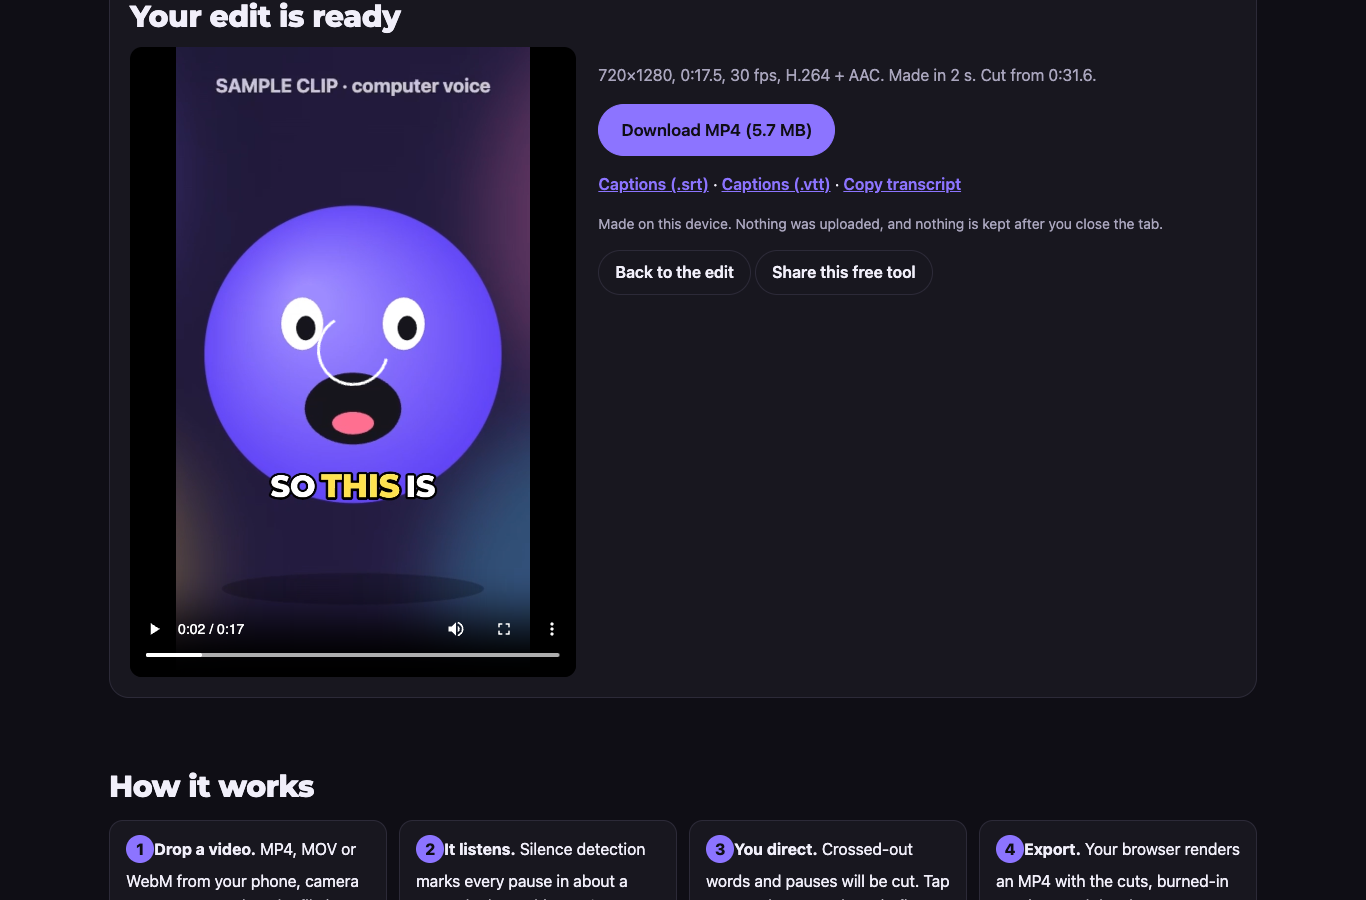 Your edit is ready
SAMPLE CLIP · computer voice
SO THIS IS
0:02 / 0:17
720×1280, 0:17.5, 30 fps, H.264 + AAC. Made in 2 s. Cut from 0:31.6.
Download MP4 (5.7 MB)
Captions (.srt) · Captions (.vtt) · Copy transcript
Made on this device. Nothing was uploaded, and nothing is kept after you close the tab.
Back to the edit
Share this free tool
How it works
1 Drop a video. MP4, MOV or
WebM from your phone, camera
2 It listens. Silence detection
marks every pause in about a
3 You direct. Crossed-out
words and pauses will be cut. Tap
4 Export. Your browser renders
an MP4 with the cuts, burned-in